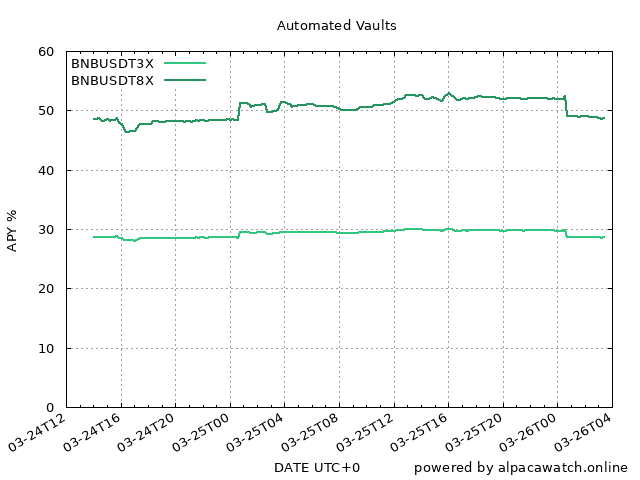 Automated Vaults
BNBUSDT3X
BNBUSDT8X
APY %
60
50
40
30
20
10
0
03-24T12
03-24T16
03-24T20
03-25T00
03-25T04
03-25T08
03-25T12
03-25T16
03-25T20
03-26T00
03-26T04
DATE UTC+0
powered by alpacawatch.online